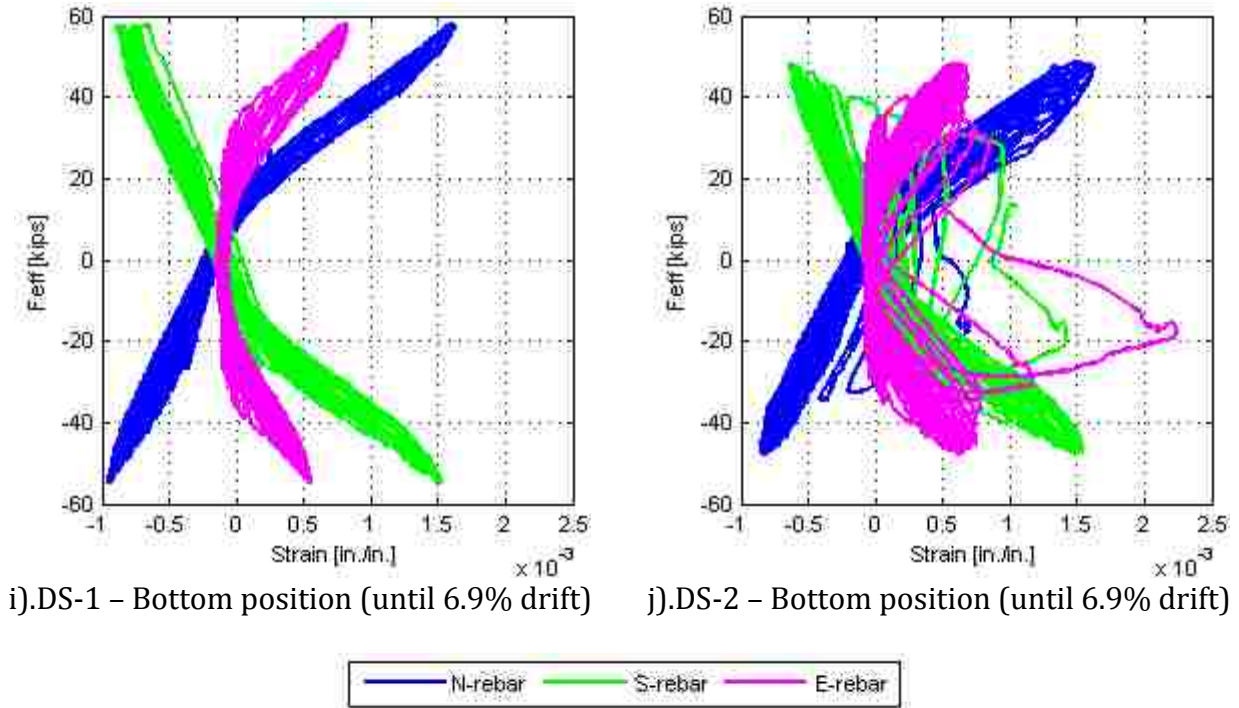 60
40
20
0
-20
-40
-60
Feff [kips]
-1 -0.5 0 0.5 1 1.5 2 2.5
Strain [in./in.]
x 10-3
i).DS-1 – Bottom position (until 6.9% drift)
60
40
20
0
-20
-40
-60
Feff [kips]
-1 -0.5 0 0.5 1 1.5 2 2.5
Strain [in./in.]
x 10-3
j).DS-2 – Bottom position (until 6.9% drift)
N-rebar S-rebar E-rebar